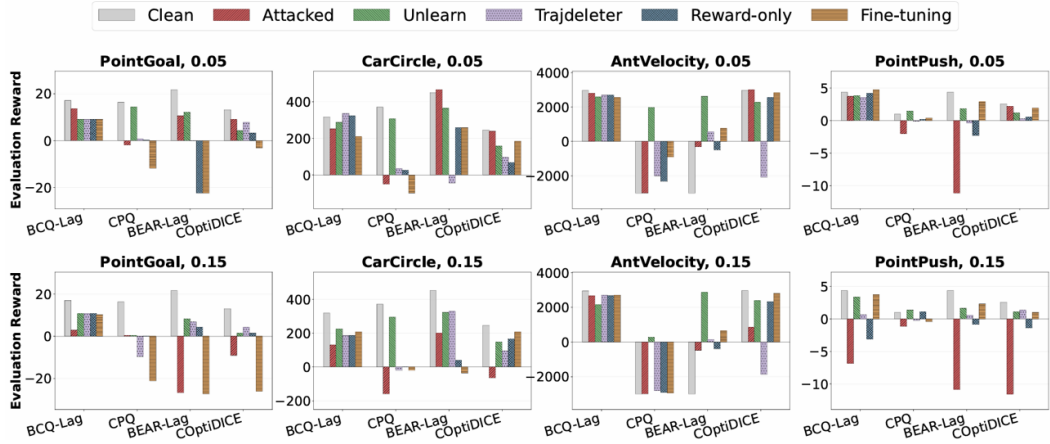 Clean Attacked Unlearn Trajdeleter Reward-only Fine-tuning
PointGoal, 0.05 CarCircle, 0.05 AntVelocity, 0.05 PointPush, 0.05
Evaluation Reward
20
0
−20
400
200
0
4000
2000
0
−2000
5
0
−5
−10
BCQ-Lag CPQ BEAR-Lag COptiDICE
BCQ-Lag CPQ BEAR-Lag COptiDICE
BCQ-Lag CPQ BEAR-Lag COptiDICE
BCQ-Lag CPQ BEAR-Lag COptiDICE
PointGoal, 0.15 CarCircle, 0.15 AntVelocity, 0.15 PointPush, 0.15
Evaluation Reward
20
0
−20
400
200
0
−200
4000
2000
0
−2000
5
0
−5
−10
BCQ-Lag CPQ BEAR-Lag COptiDICE
BCQ-Lag CPQ BEAR-Lag COptiDICE
BCQ-Lag CPQ BEAR-Lag COptiDICE
BCQ-Lag CPQ BEAR-Lag COptiDICE